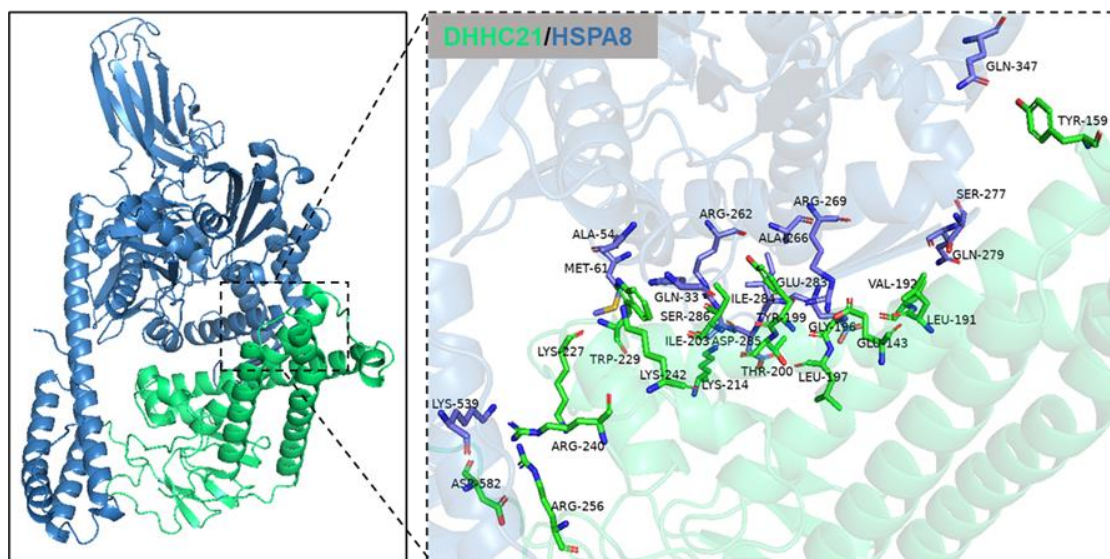 DHHC21/HSPA8
GLN-347
TYR-159
SER-277
ARG-269
ARG-262
ALA-54
ALA-266
GLN-279
MET-61
GLU-283
VAL-192
GLN-33
ILE-284
LEU-191
SER-286
TYR-199
GLY-196
ILE-203
ASP-285
GLU-143
LYS-227
TRP-229
THR-200
LEU-197
LYS-242
LYS-214
LYS-539
ARG-240
ASP-582
ARG-256